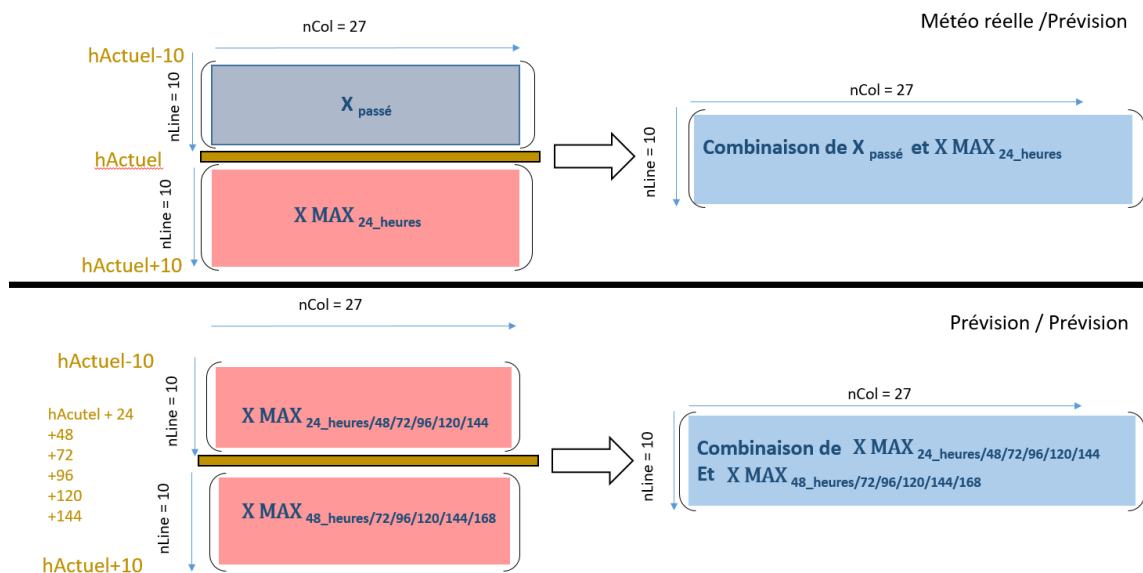 nCol = 27
Météo réelle /Prévision
hActuel-10
nLine = 10
X passé
nCol = 27
hActuel
nLine = 10
Combinaison de X passé et X MAX 24_heures
nLine = 10
X MAX 24_heures
hActuel+10
nCol = 27
Prévision / Prévision
hActuel-10
nLine = 10
nCol = 27
hAcutel + 24
+48
+72
+96
+120
+144
X MAX 24_heures/48/72/96/120/144
nLine = 10
Combinaison de X MAX 24_heures/48/72/96/120/144
Et X MAX 48_heures/72/96/120/144/168
nLine = 10
X MAX 48_heures/72/96/120/144/168
hActuel+10